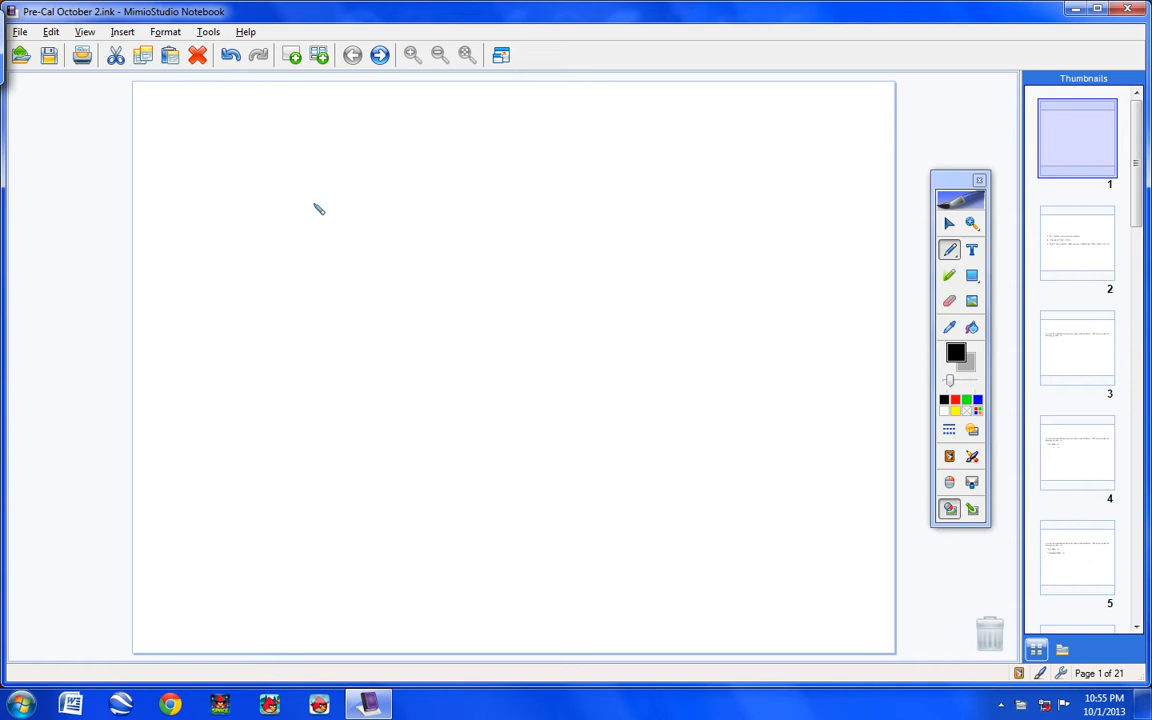 Pre-Cal October 2.ink - MimioStudio Notebook
File Edit View Insert Format Tools Help
Thumbnails
1
2
3
4
5
Page 1 of 21
10:55 PM
10/1/2013